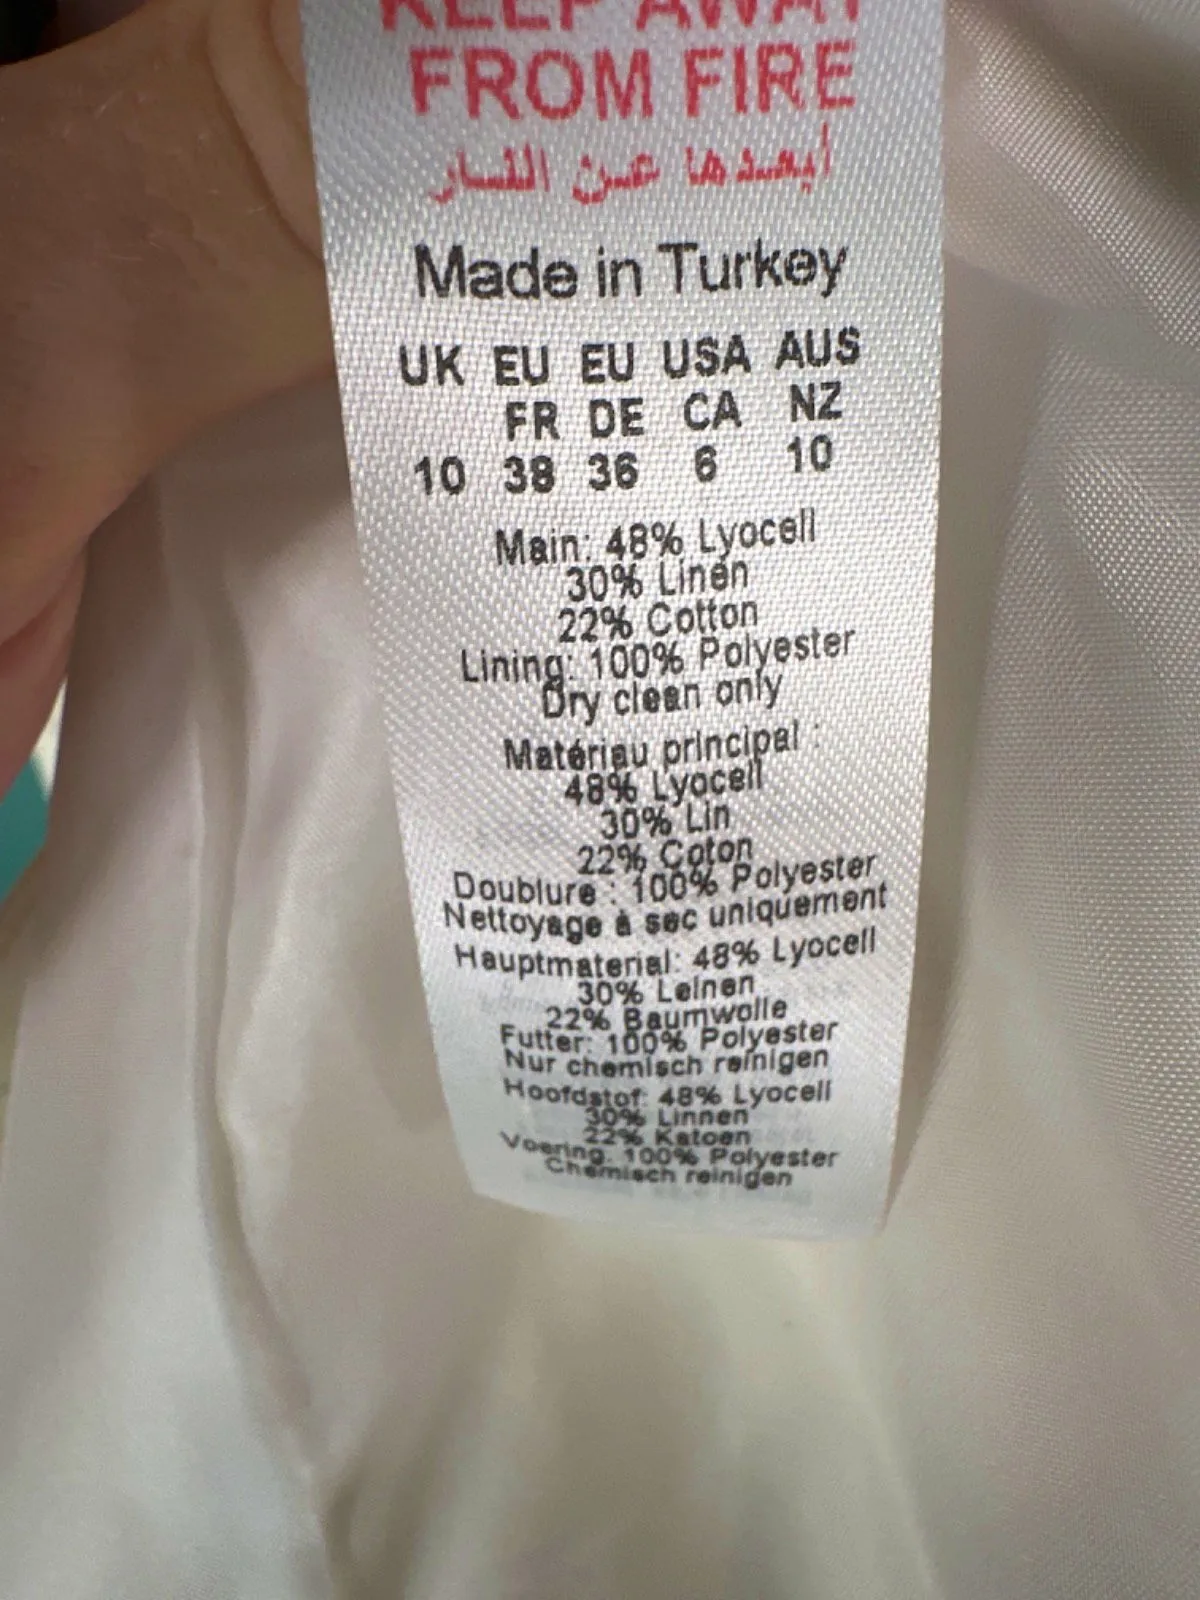 KEEP AWAY
FROM FIRE
أبعدها عن النار
Made in Turkey
UK EU EU USA AUS
FR DE CA NZ
10 38 36 6 10
Main: 48% Lyocell
30% Linen
22% Cotton
Lining: 100% Polyester
Dry clean only
Matériau principal :
48% Lyocell
30% Lin
22% Coton
Doublure : 100% Polyester
Nettoyage à sec uniquement
Hauptmaterial: 48% Lyocell
30% Leinen
22% Baumwolle
Futter: 100% Polyester
Nur chemisch reinigen
Hoofdstof: 48% Lyocell
30% Linnen
22% Katoen
Voering: 100% Polyester
Chemisch reinigen